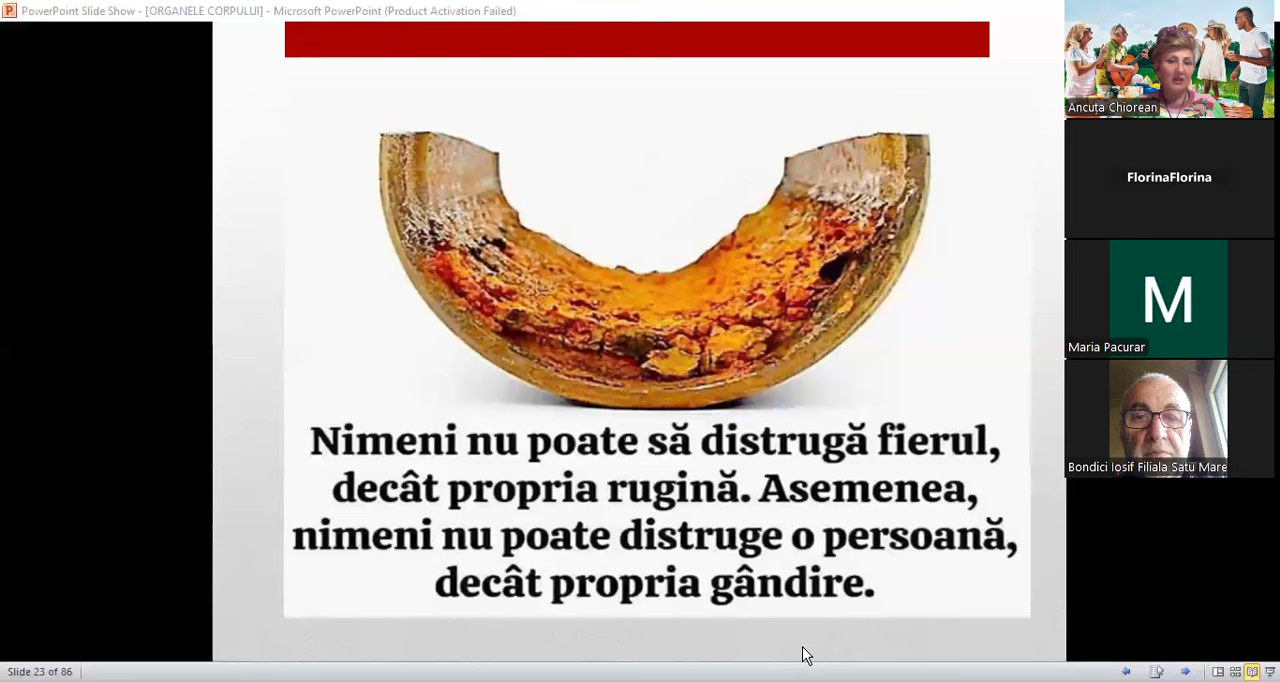 PowerPoint Slide Show - [ORGANELE CORPULUI] - Microsoft PowerPoint (Product Activation Failed)
Nimeni nu poate să distrugă fierul,
decât propria rugină. Asemenea,
nimeni nu poate distruge o persoană,
decât propria gândire.
Ancuța Chiorean
FlorinaFlorina
M
Maria Pacurar
Bondici Iosif Filiala Satu Mare
Slide 23 of 86